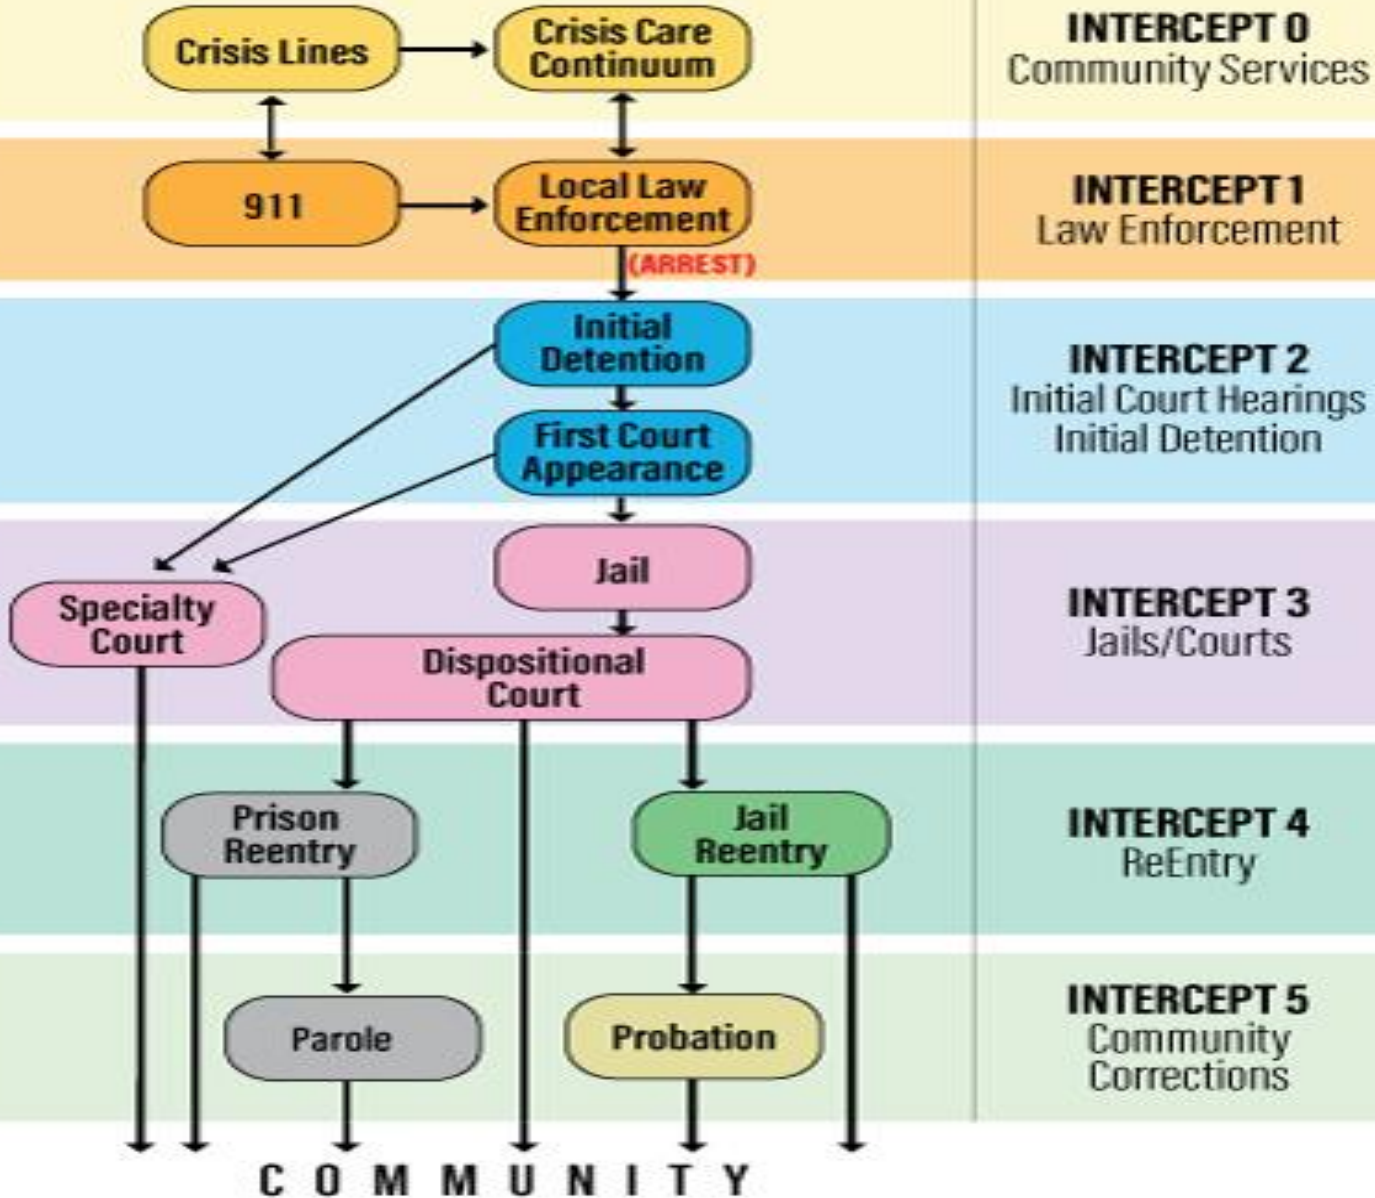 Crisis Lines
Crisis Care
Continuum
INTERCEPT 0
Community Services
911
Local Law
Enforcement
(ARREST)
INTERCEPT 1
Law Enforcement
Initial
Detention
First Court
Appearance
INTERCEPT 2
Initial Court Hearings
Initial Detention
Jail
Specialty
Court
Dispositional
Court
INTERCEPT 3
Jails/Courts
Prison
Reentry
Jail
Reentry
INTERCEPT 4
ReEntry
Parole
Probation
INTERCEPT 5
Community
Corrections
COMMUNITY